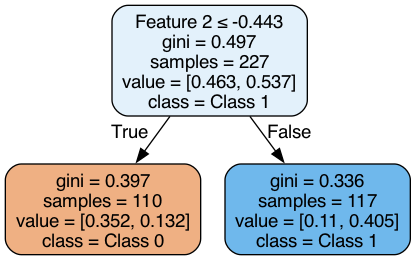 Feature 2 ≤ -0.443
gini = 0.497
samples = 227
value = [0.463, 0.537]
class = Class 1
True
False
gini = 0.397
samples = 110
value = [0.352, 0.132]
class = Class 0
gini = 0.336
samples = 117
value = [0.11, 0.405]
class = Class 1